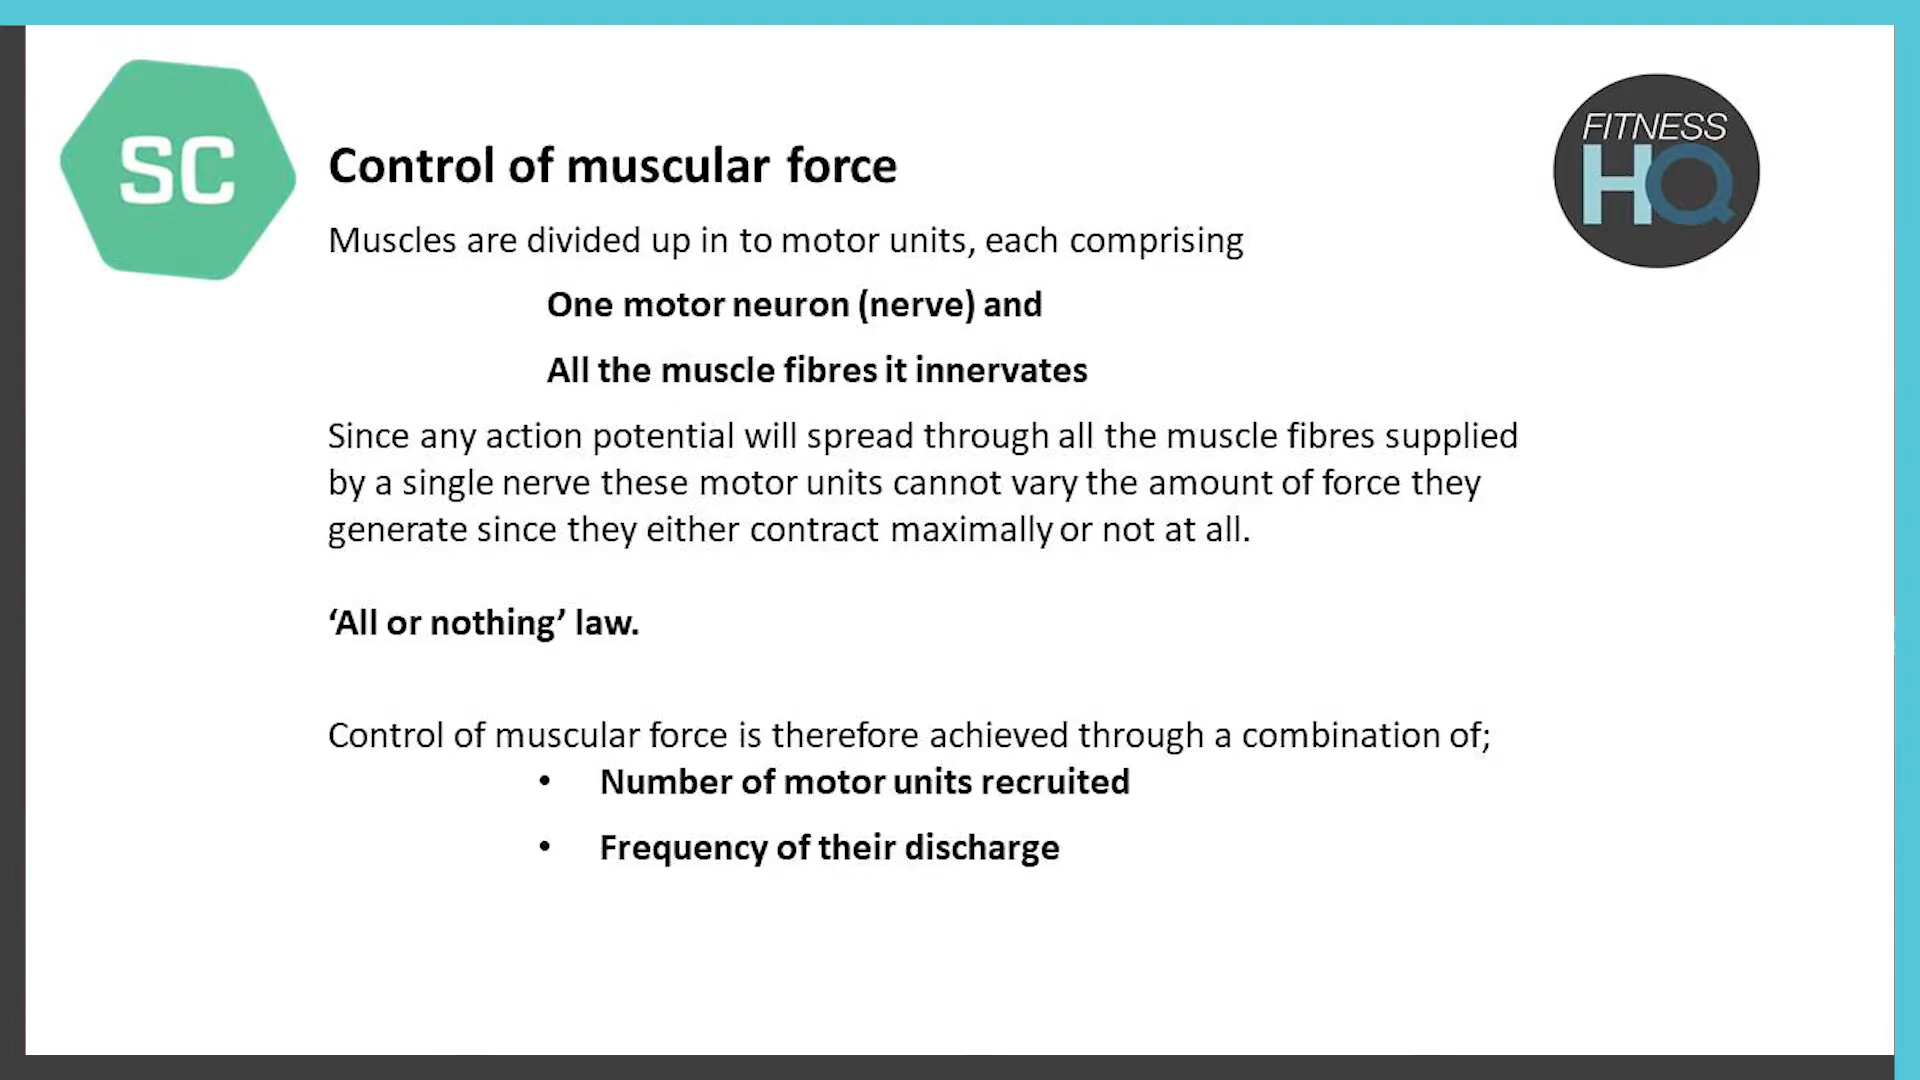 SC
FITNESS
HQ
Control of muscular force
Muscles are divided up in to motor units, each comprising
One motor neuron (nerve) and
All the muscle fibres it innervates
Since any action potential will spread through all the muscle fibres supplied
by a single nerve these motor units cannot vary the amount of force they
generate since they either contract maximally or not at all.
‘All or nothing’ law.
Control of muscular force is therefore achieved through a combination of;
• Number of motor units recruited
• Frequency of their discharge